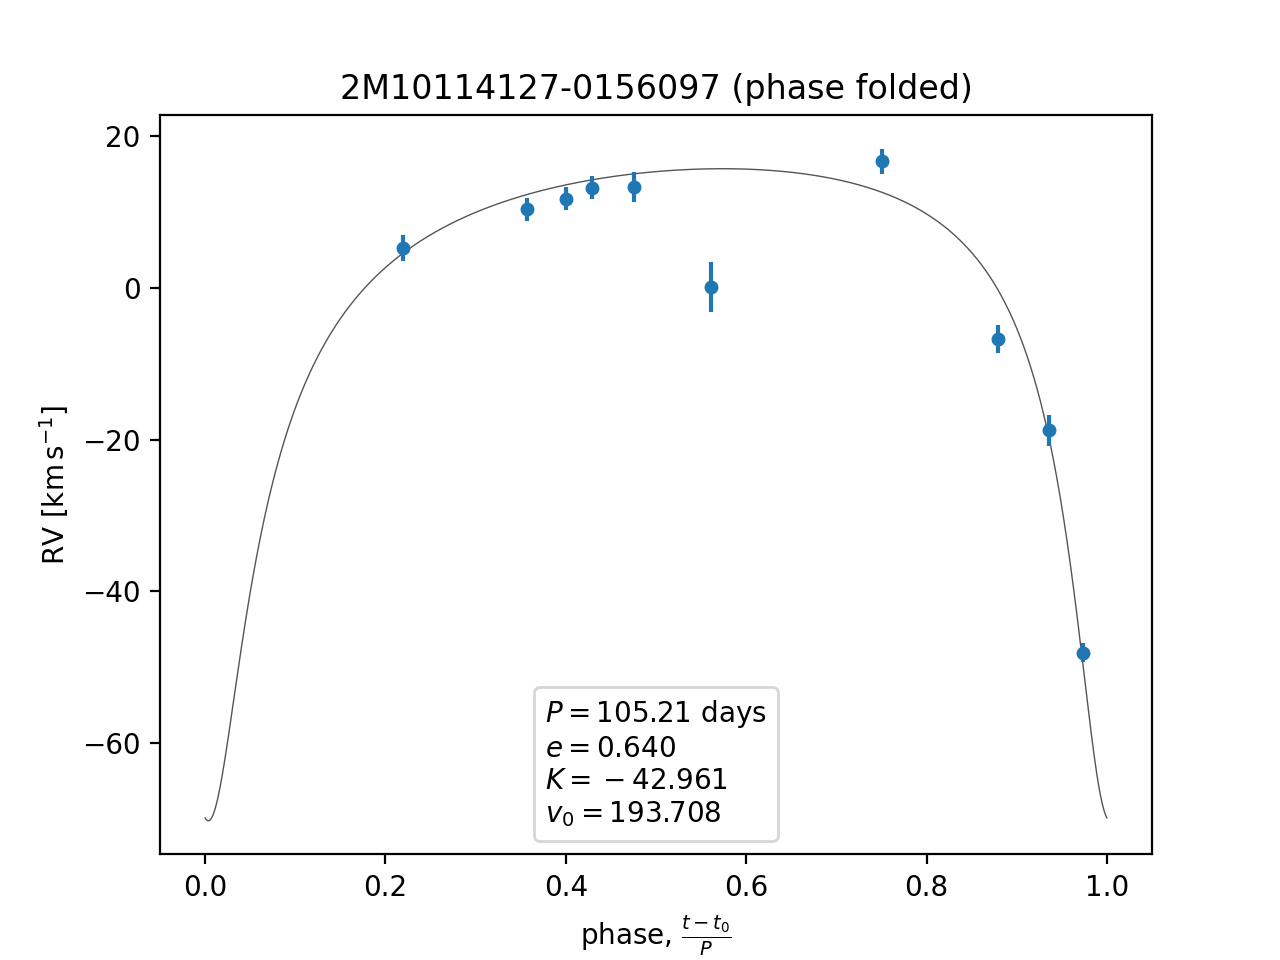 2M10114127-0156097 (phase folded)
20
0
−20
−40
−60
RV [km s⁻¹]
P = 105.21 days
e = 0.640
K = − 42.961
v₀ = 193.708
0.0 0.2 0.4 0.6 0.8 1.0
phase, (t − t₀)/P